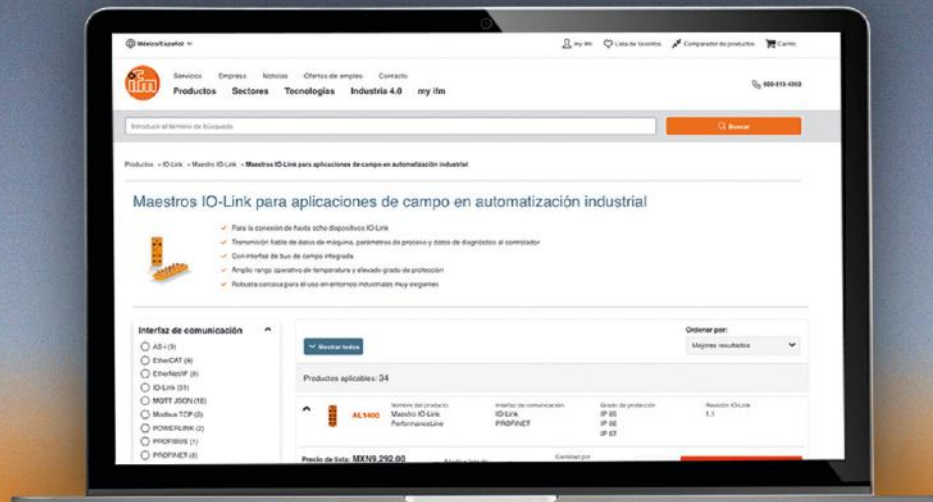 México/Español
my ifm Lista de favoritos Comparador de productos Carrito
ifm
Servicios Empresa Noticias Ofertas de empleo Contacto
Productos Sectores Tecnologías Industria 4.0 my ifm
Introducir el término de búsqueda
Buscar
Productos IO-Link Maestro IO-Link Maestros IO-Link para aplicaciones de campo en automatización industrial
Maestros IO-Link para aplicaciones de campo en automatización industrial
Para la conexión de hasta ocho dispositivos IO-Link
Transmisión fiable de datos de máquina, parámetros de proceso y datos de diagnóstico al controlador
Con interfaz de bus de campo integrada
Amplio rango operativo de temperatura y elevado grado de protección
Robusta carcasa para el uso en entornos industriales muy exigentes
Interfaz de comunicación
AS-i (3)
EtherCAT (4)
EtherNet/IP (8)
IO-Link (31)
MQTT JSON (16)
Modbus TCP (3)
POWERLINK (2)
PROFIBUS (1)
PROFINET (8)
Mostrar todos
Ordenar por:
Mejores resultados
Productos aplicables: 34
AL1400
Nombre del producto
Maestro IO-Link
PerformanceLine
Interfaz de comunicación
IO-Link
PROFINET
Grado de protección
IP 65
IP 66
IP 67
Revisión IO-Link
1.1
Precio de lista: MXN9,292.00
Cantidad por